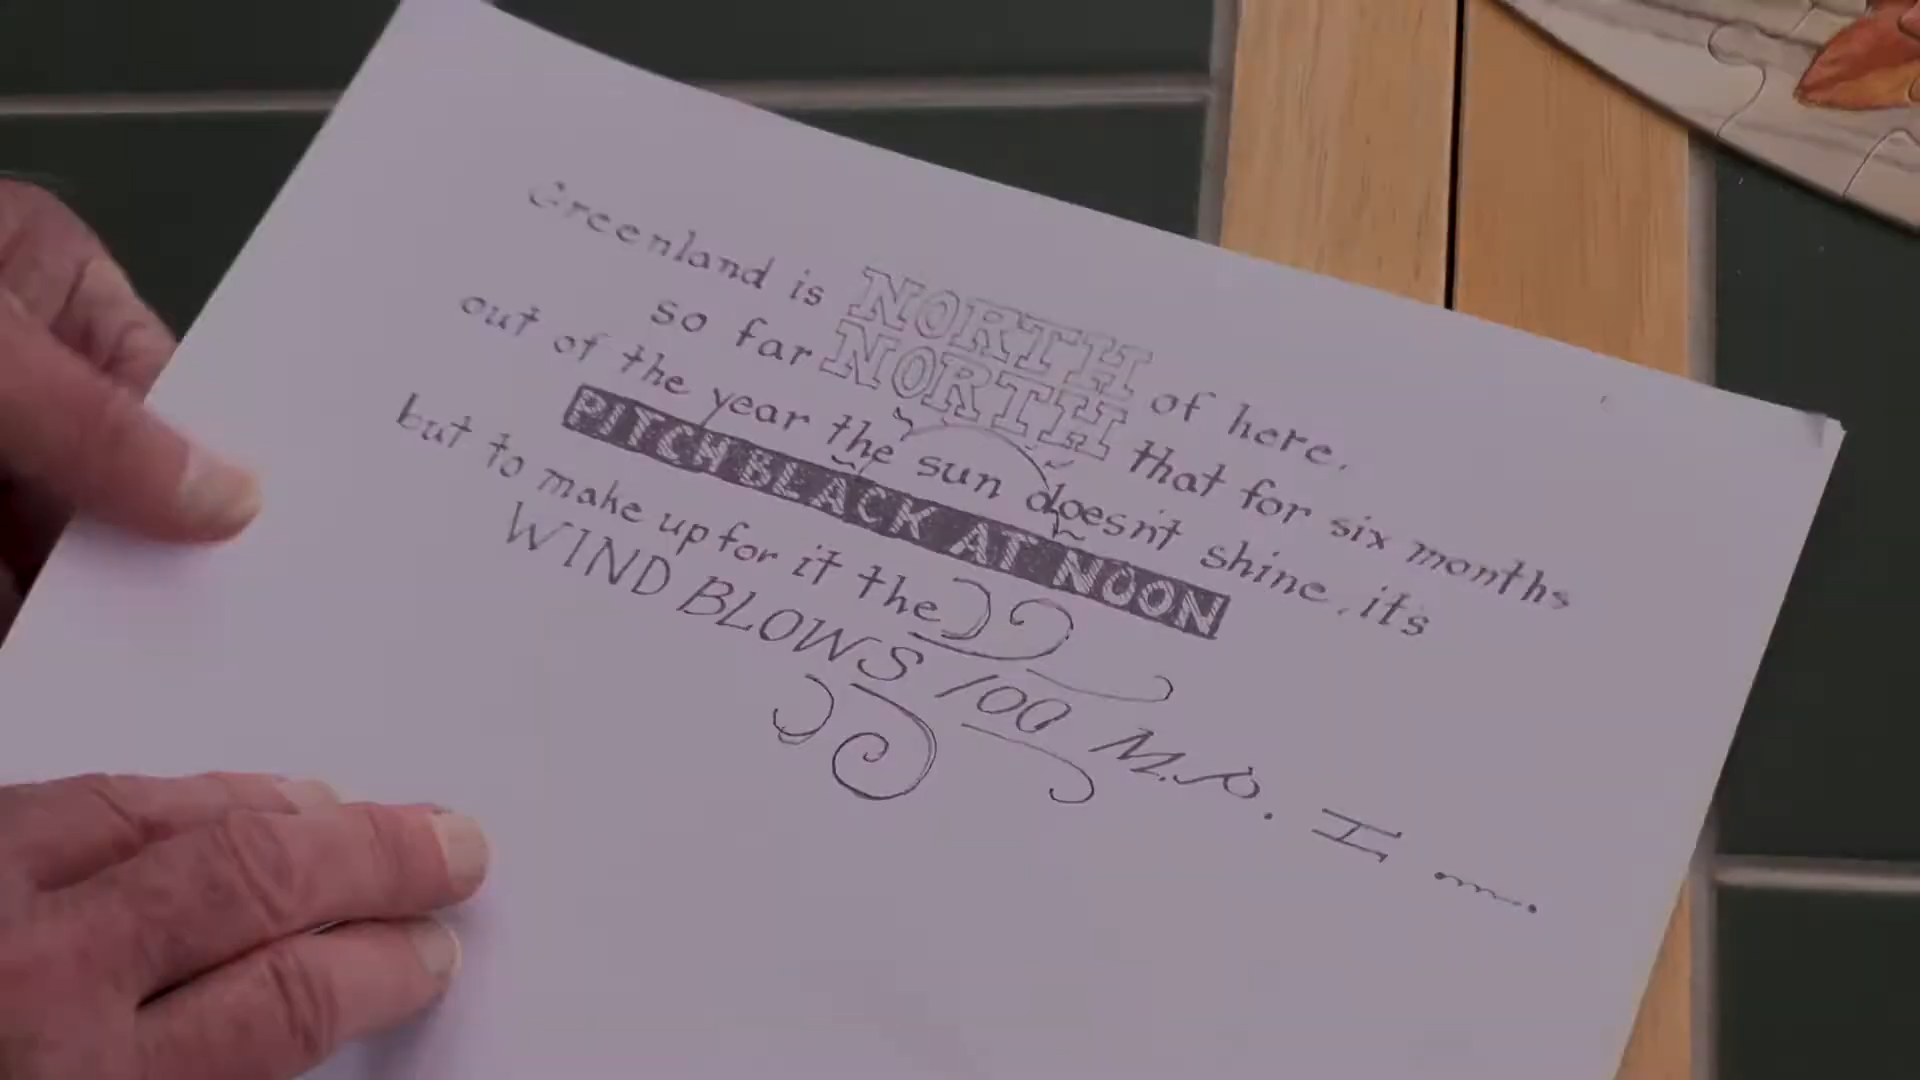 Greenland is NORTH of here.
so far NORTH that for six months
out of the year the sun doesn't shine, it's
PITCH BLACK AT NOON
but to make up for it the
WIND BLOWS 100 M.P. H